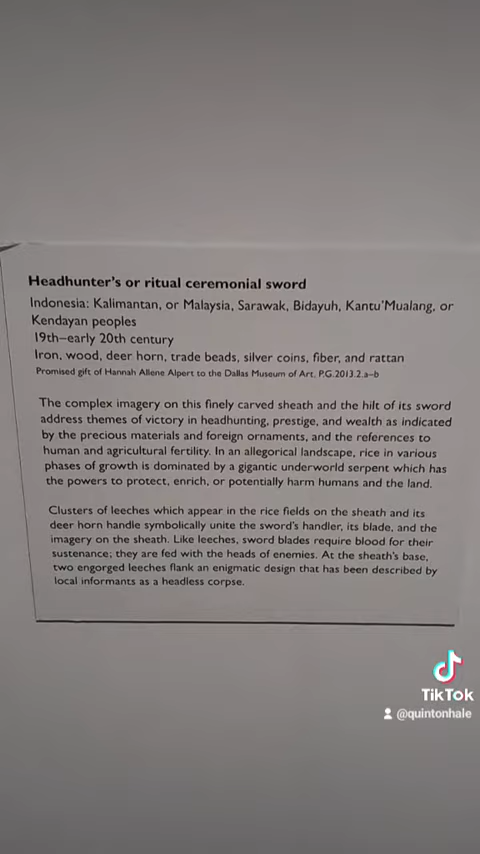 Headhunter's or ritual ceremonial sword
Indonesia: Kalimantan, or Malaysia, Sarawak, Bidayuh, Kantu'Mualang, or
Kendayan peoples
19th–early 20th century
Iron, wood, deer horn, trade beads, silver coins, fiber, and rattan
Promised gift of Hannah Allene Alpert to the Dallas Museum of Art, P.G.2013.2.a–b
The complex imagery on this finely carved sheath and the hilt of its sword
address themes of victory in headhunting, prestige, and wealth as indicated
by the precious materials and foreign ornaments, and the references to
human and agricultural fertility. In an allegorical landscape, rice in various
phases of growth is dominated by a gigantic underworld serpent which has
the powers to protect, enrich, or potentially harm humans and the land.
Clusters of leeches which appear in the rice fields on the sheath and its
deer horn handle symbolically unite the sword's handler, its blade, and the
imagery on the sheath. Like leeches, sword blades require blood for their
sustenance; they are fed with the heads of enemies. At the sheath's base,
two engorged leeches flank an enigmatic design that has been described by
local informants as a headless corpse.
TikTok
@quintonhale